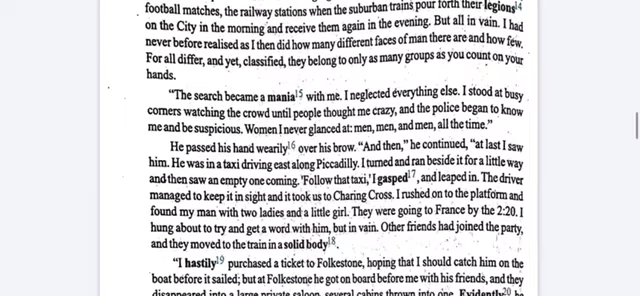 football matches, the railway stations when the suburban trains pour forth their legions14
on the City in the morning and receive them again in the evening. But all in vain. I had
never before realised as I then did how many different faces of man there are and how few.
For all differ, and yet, classified, they belong to only as many groups as you count on your
hands.
"The search became a mania15 with me. I neglected everything else. I stood at busy
corners watching the crowd until people thought me crazy, and the police began to know
me and be suspicious. Women I never glanced at: men, men, and men, all the time."
He passed his hand wearily16 over his brow. "And then," he continued, "at last I saw
him. He was in a taxi driving east along Piccadilly. I turned and ran beside it for a little way
and then saw an empty one coming. 'Follow that taxi,' I gasped17, and leaped in. The driver
managed to keep it in sight and it took us to Charing Cross. I rushed on to the platform and
found my man with two ladies and a little girl. They were going to France by the 2:20. I
hung about to try and get a word with him, but in vain. Other friends had joined the party,
and they moved to the train in a solid body18.
"I hastily19 purchased a ticket to Folkestone, hoping that I should catch him on the
boat before it sailed; but at Folkestone he got on board before me with his friends, and they
disappeared into a large private saloon, several cabins thrown into one. Evidently20 he